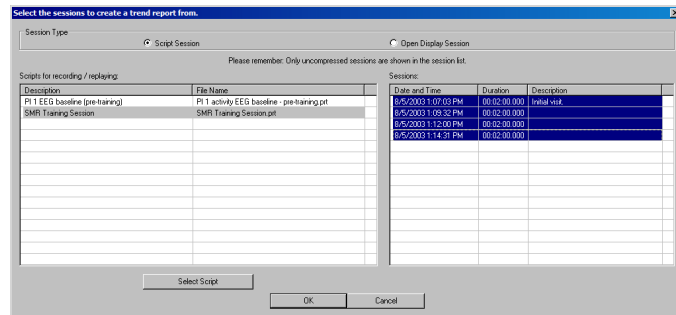 Select the sessions to create a trend report from.
Session Type
Script Session
Open Display Session
Please remember: Only uncompressed sessions are shown in the session list.
Scripts for recording / replaying:
Sessions:
Description File Name
Date and Time Duration Description
PI 1 EEG baseline (pre-training) PI 1 activity EEG baseline - pre-training.prt
SMR Training Session SMR Training Session.prt
8/5/2003 1:07:03 PM 00:02:00.000 Initial visit.
8/5/2003 1:09:32 PM 00:02:00.000
8/5/2003 1:12:00 PM 00:02:00.000
8/5/2003 1:14:31 PM 00:02:00.000
Select Script
OK Cancel